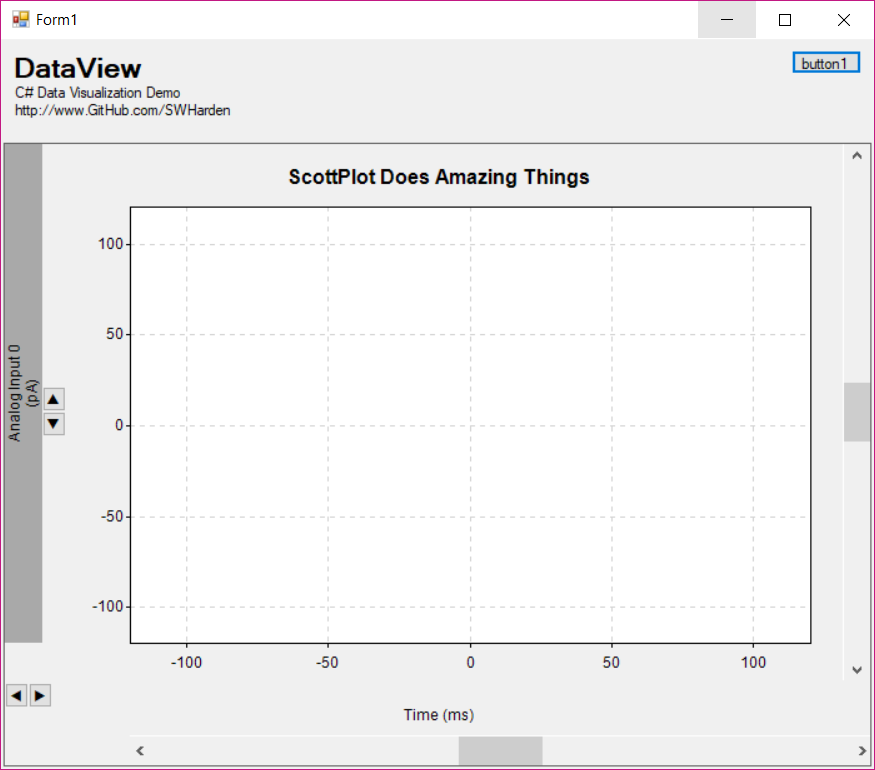 Form1
DataView
button1
C# Data Visualization Demo
http://www.GitHub.com/SWHarden
ScottPlot Does Amazing Things
Analog Input 0
(pA)
100
50
0
-50
-100
-100
-50
0
50
100
Time (ms)